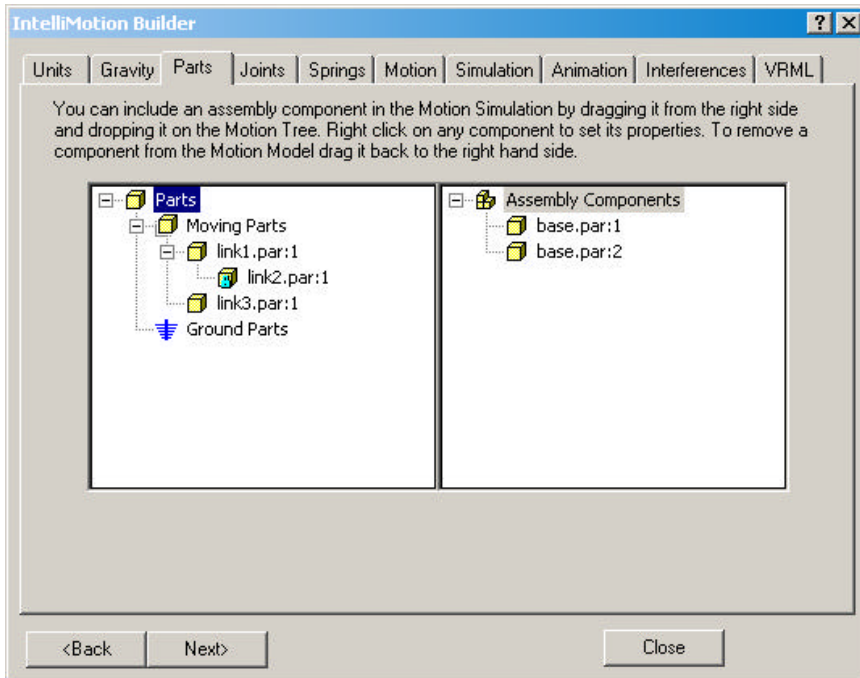 IntelliMotion Builder
Units Gravity Parts Joints Springs Motion Simulation Animation Interferences VRML
You can include an assembly component in the Motion Simulation by dragging it from the right side
and dropping it on the Motion Tree. Right click on any component to set its properties. To remove a
component from the Motion Model drag it back to the right hand side.
Parts
Moving Parts
link1.par:1
link2.par:1
link3.par:1
Ground Parts
Assembly Components
base.par:1
base.par:2
<Back Next> Close